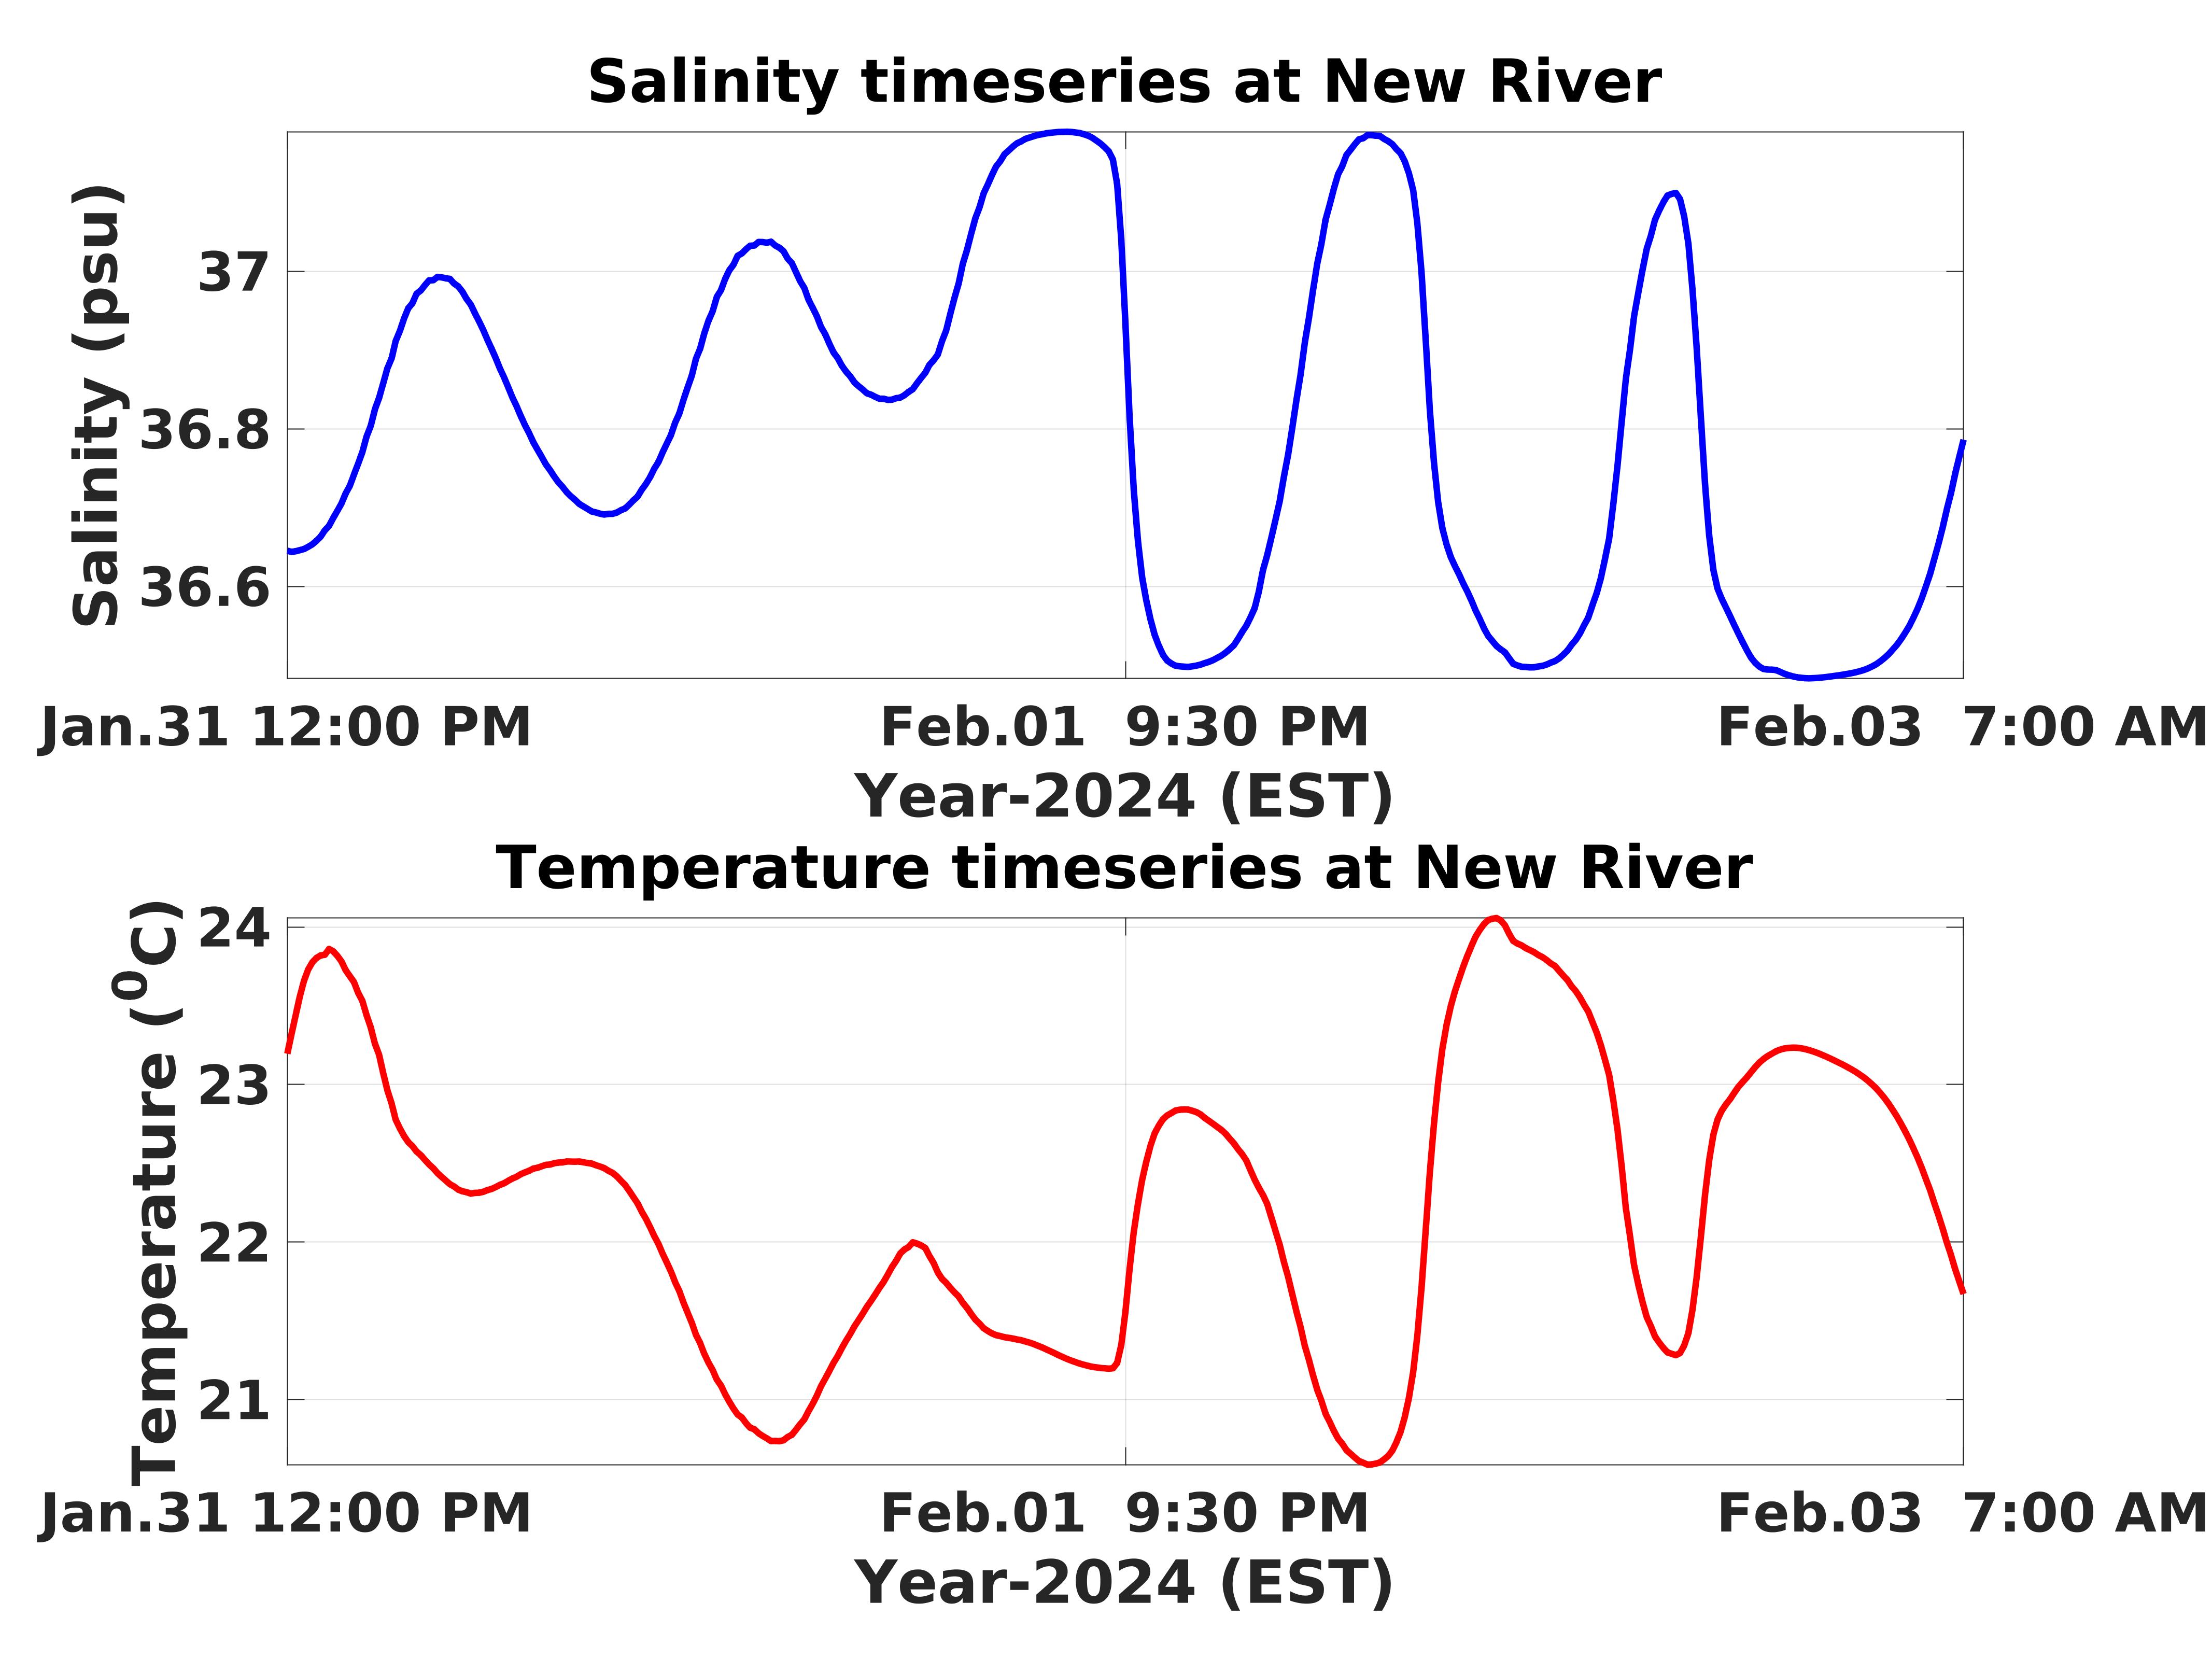 Salinity timeseries at New River
Salinity (psu)
37
36.8
36.6
Jan.31 12:00 PM Feb.01 9:30 PM Feb.03 7:00 AM
Year-2024 (EST)
Temperature timeseries at New River
Temperature (⁰C)
24
23
22
21
Jan.31 12:00 PM Feb.01 9:30 PM Feb.03 7:00 AM
Year-2024 (EST)